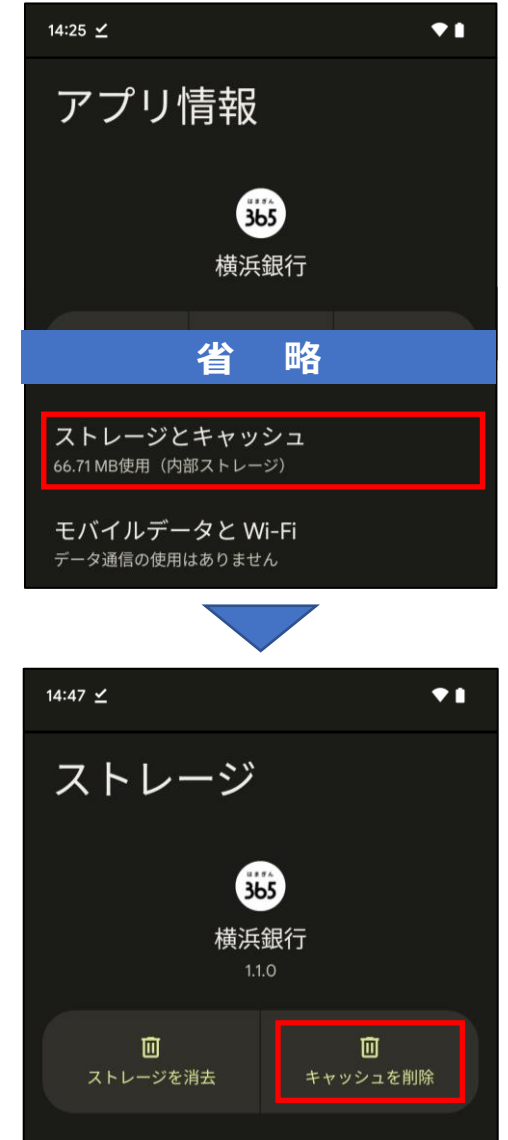 14:25
アプリ情報
はまぎん
365
横浜銀行
省 略
ストレージとキャッシュ
66.71 MB使用（内部ストレージ）
モバイルデータと Wi-Fi
データ通信の使用はありません
14:47
ストレージ
はまぎん
365
横浜銀行
1.1.0
ストレージを消去
キャッシュを削除